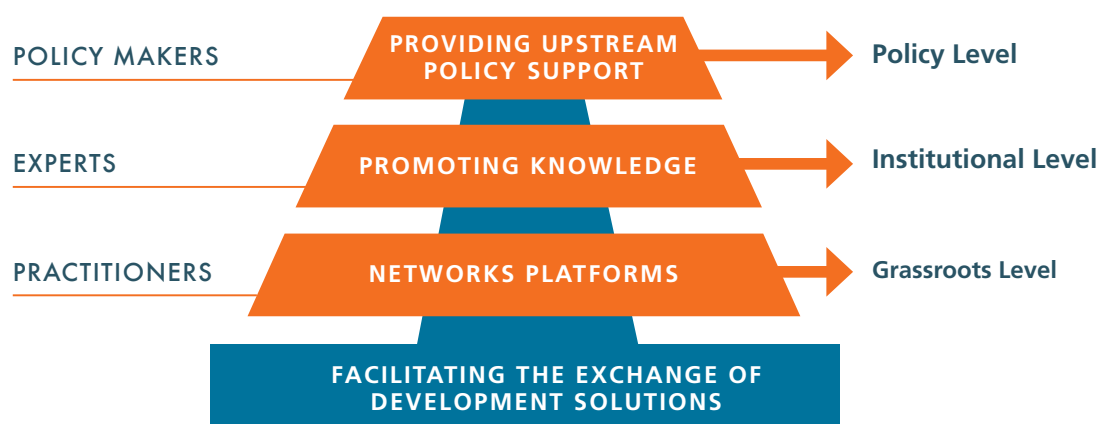 POLICY MAKERS
PROVIDING UPSTREAM
POLICY SUPPORT
Policy Level
EXPERTS
PROMOTING KNOWLEDGE
Institutional Level
PRACTITIONERS
NETWORKS PLATFORMS
Grassroots Level
FACILITATING THE EXCHANGE OF
DEVELOPMENT SOLUTIONS